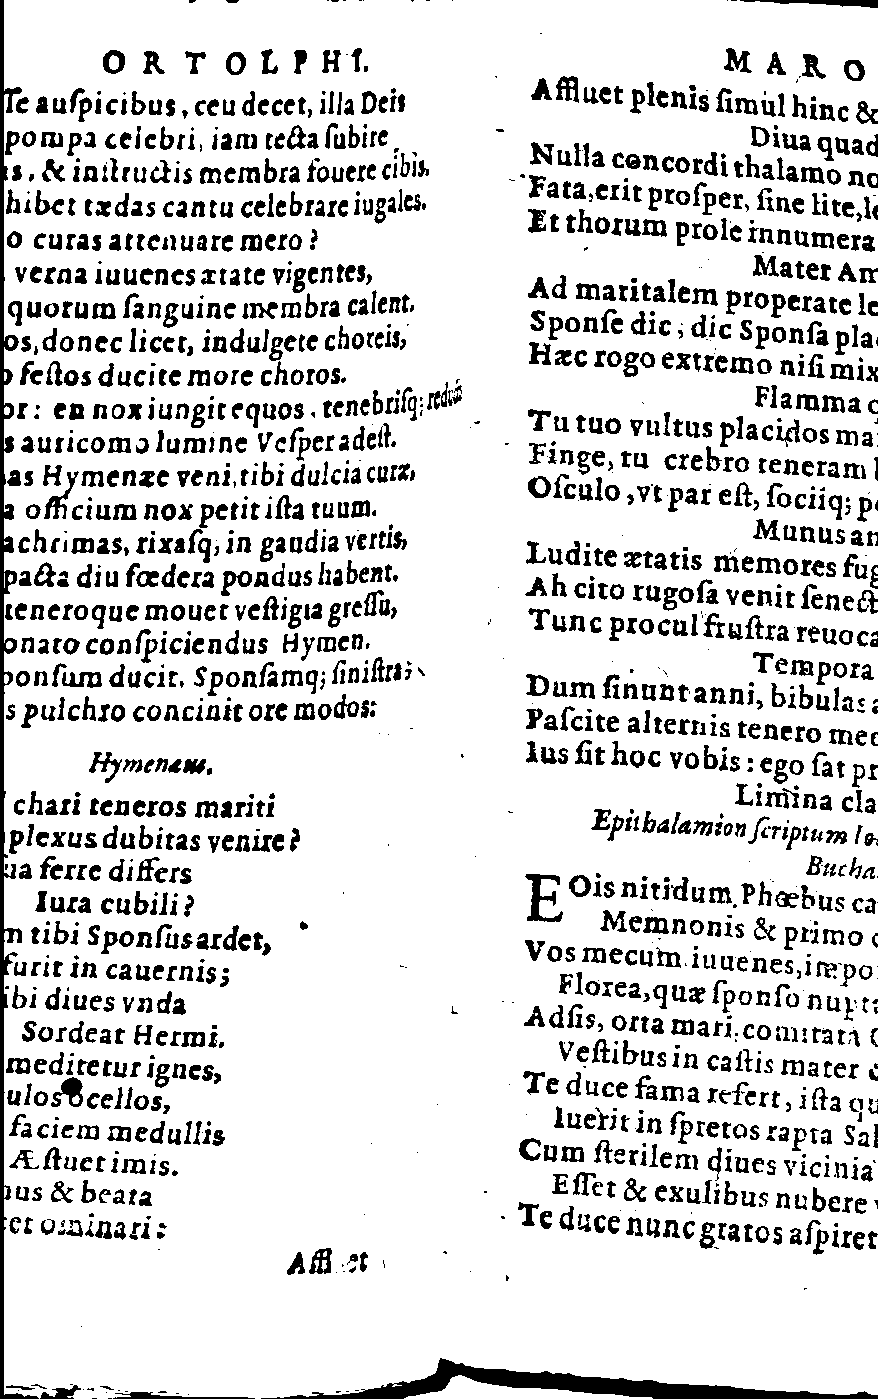 ORTOLPHI.
Te auſpicibus, ceu decet, illa Deis
pompa celebri, iam tecta ſubire
is, & inſtructis membra fouere cibis.
hibet tædas cantu celebrare iugales.
o curas attenuare mero?
verna iuuenes ætate vigentes,
quorum ſanguine membra calent.
os, donec licet, indulgete choreis,
o feſtos ducite more choros.
or: en nox iungit equos, tenebriſq;
s auricomo lumine Veſper adeſt.
as Hymenæe veni, tibi dulcia curæ,
a officium nox petit iſta tuum.
achrimas, rixaſq; in gaudia vertis,
pacta diu fœdera pondus habent.
teneroque mouet veſtigia greſſu,
onato conſpiciendus Hymen.
ponſum ducit, Sponſamq; ſiniſtra;
s pulchro concinit ore modos:
Hymenæus.
chari teneros mariti
plexus dubitas venire?
ua ferre differs
Iura cubili?
m tibi Sponſus ardet,
furit in cauernis;
ibi diues vnda
Sordeat Hermi.
meditetur ignes,
ulos ocellos,
faciem medullis
Æſtuet imis.
nus & beata
et ominari:
Affl et
MARO
Affluet plenis ſimul hinc &
Diua quad
Nulla concordi thalamo no
Fata, erit proſper, ſine lite, le
Et thorum prole innumera
Mater Am
Ad maritalem properate le
Sponſe dic, dic Sponſa pla
Hæc rogo extremo niſi mix
Flamma c
Tu tuo vultus placidos ma
Finge, tu crebro teneram l
Oſculo, vt par eſt, ſociiq; p
Munus an
Ludite ætatis memores fug
Ah cito rugoſa venit ſenect
Tunc procul fruſtra reuoca
Tempora
Dum ſinunt anni, bibulas a
Paſcite alternis tenero med
Ius ſit hoc vobis: ego ſat pr
Limina cla
Epithalamion ſcriptum Io
Bucha
EOis nitidum Phœbus ca
Memnonis & primo c
Vos mecum iuuenes, impo
Florea, quæ ſponſo nupta
Adſis, orta mari, comitata C
Veſtibus in caſtis mater
Te duce fama refert, iſta qu
Iuerit in ſpretos rapta Sab
Cum ſterilem diues vicinia
Eſſet & exulibus nubere v
Te duce nunc gratos aſpiret